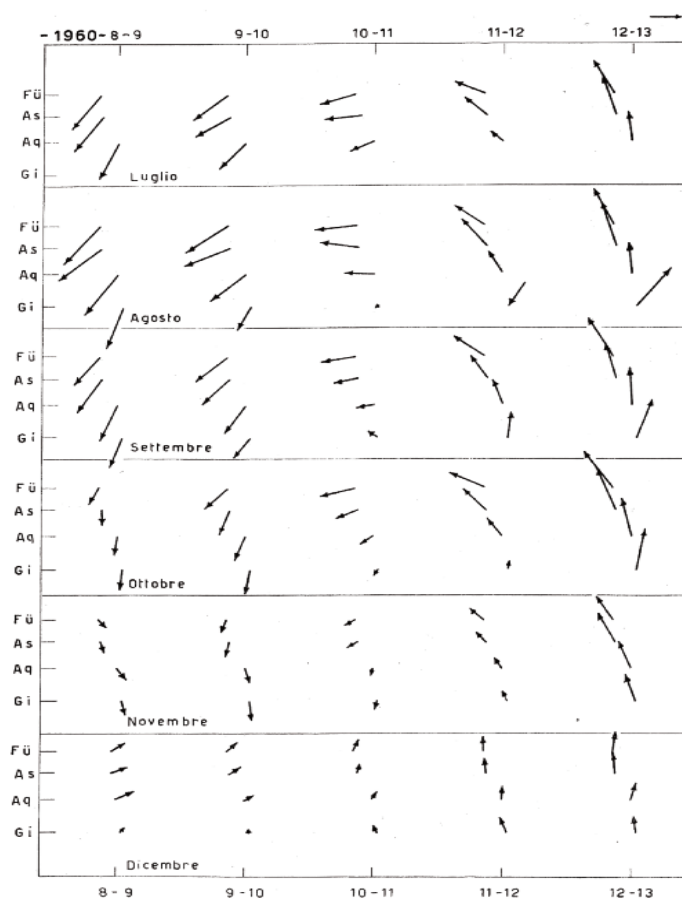 -1960-8-9 9-10 10-11 11-12 12-13
Fü
As
Aq
Gi
Luglio
Fü
As
Aq
Gi
Agosto
Fü
As
Aq
Gi
Settembre
Fü
As
Aq
Gi
Ottobre
Fü
As
Aq
Gi
Novembre
Fü
As
Aq
Gi
Dicembre
8-9 9-10 10-11 11-12 12-13